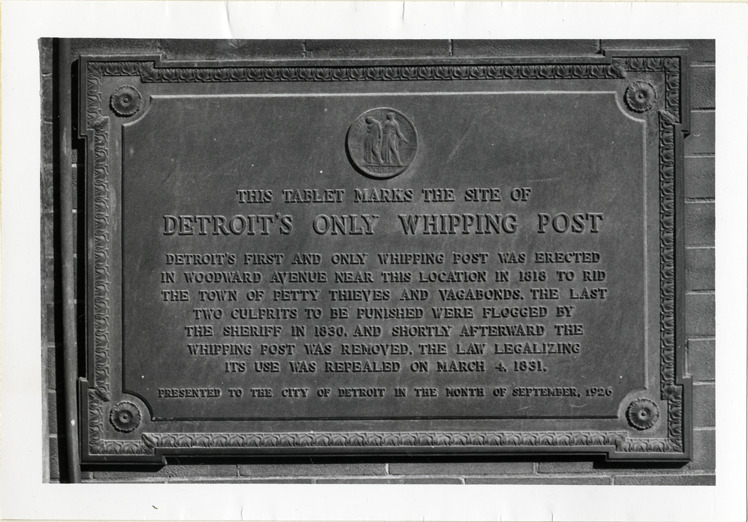 THIS TABLET MARKS THE SITE OF
DETROIT'S ONLY WHIPPING POST
DETROIT'S FIRST AND ONLY WHIPPING POST WAS ERECTED
IN WOODWARD AVENUE NEAR THIS LOCATION IN 1818 TO RID
THE TOWN OF PETTY THIEVES AND VAGABONDS. THE LAST
TWO CULPRITS TO BE PUNISHED WERE FLOGGED BY
THE SHERIFF IN 1830, AND SHORTLY AFTERWARD THE
WHIPPING POST WAS REMOVED. THE LAW LEGALIZING
ITS USE WAS REPEALED ON MARCH 4, 1831.
PRESENTED TO THE CITY OF DETROIT IN THE MONTH OF SEPTEMBER, 1926